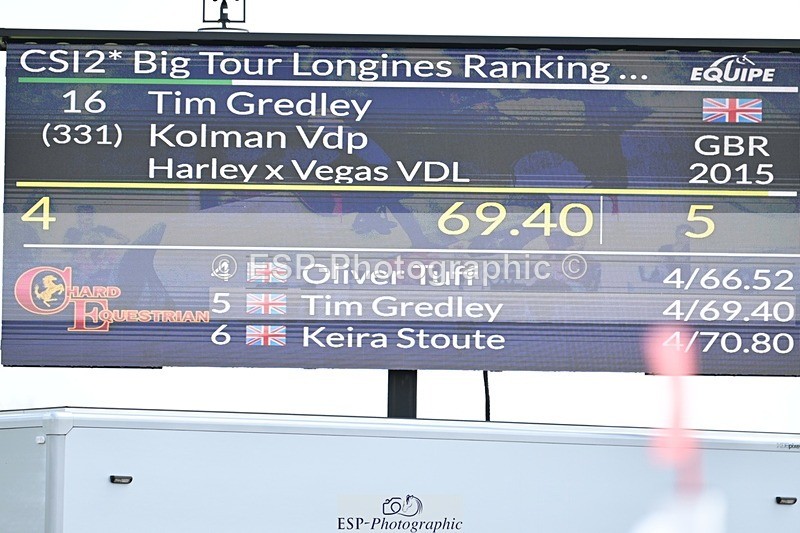 CSI2* Big Tour Longines Ranking ...
EQUIPE
16 Tim Gredley
(331) Kolman Vdp GBR
Harley x Vegas VDL 2015
4 69.40 5
© ESP-Photographic ©
Oliver Tuff 4/66.52
CHARD EQUESTRIAN
5 Tim Gredley 4/69.40
6 Keira Stoute 4/70.80
ESP-Photographic